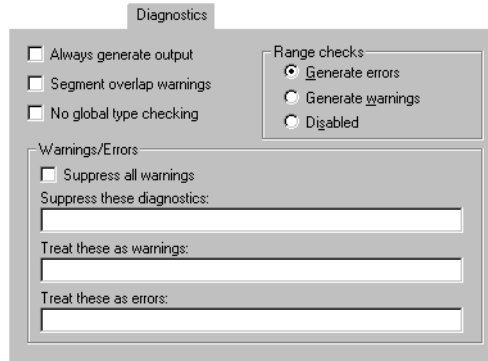 Diagnostics
Always generate output
Segment overlap warnings
No global type checking
Range checks
Generate errors
Generate warnings
Disabled
Warnings/Errors
Suppress all warnings
Suppress these diagnostics:
Treat these as warnings:
Treat these as errors: